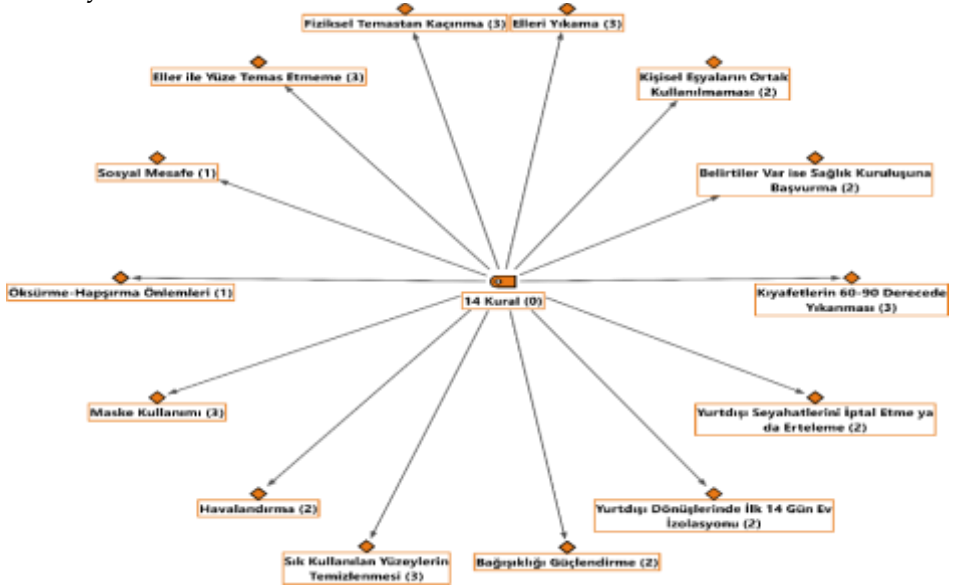 Fiziksel Temastan Kaçınma (3)
Elleri Yıkama (3)
Eller ile Yüze Temas Etmeme (3)
Kişisel Eşyaların Ortak
Kullanılmaması (2)
Sosyal Mesafe (1)
Belirtiler Var ise Sağlık Kuruluşuna
Başvurma (2)
Öksürme-Hapşırma Önlemleri (1)
14 Kural (0)
Kıyafetlerin 60-90 Derecede
Yıkanması (3)
Maske Kullanımı (3)
Yurtdışı Seyahatlerini İptal Etme ya
da Erteleme (2)
Havalandırma (2)
Yurtdışı Dönüşlerinde İlk 14 Gün Ev
İzolasyonu (2)
Sık Kullanılan Yüzeylerin
Temizlenmesi (3)
Bağışıklığı Güçlendirme (2)